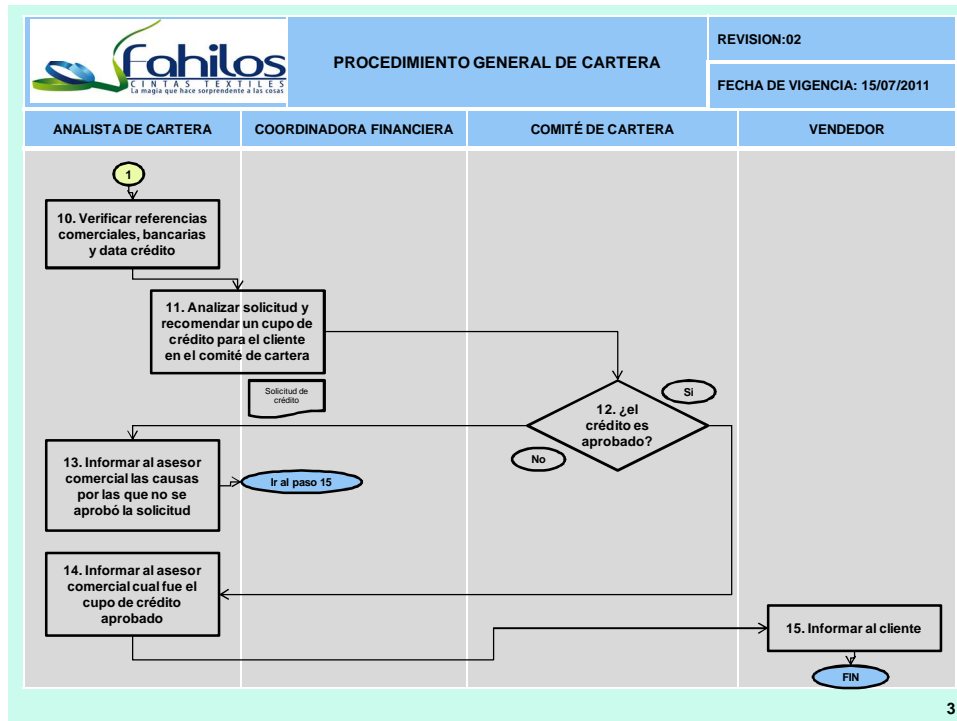 Fahilos
CINTAS TEXTILES
La magia que hace sorprendente a las cosas
PROCEDIMIENTO GENERAL DE CARTERA
REVISION:02
FECHA DE VIGENCIA: 15/07/2011
ANALISTA DE CARTERA
COORDINADORA FINANCIERA
COMITÉ DE CARTERA
VENDEDOR
1
10. Verificar referencias
comerciales, bancarias
y data crédito
11. Analizar solicitud y
recomendar un cupo de
crédito para el cliente
en el comité de cartera
Solicitud de
crédito
Si
12. ¿el
crédito es
aprobado?
No
13. Informar al asesor
comercial las causas
por las que no se
aprobó la solicitud
Ir al paso 15
14. Informar al asesor
comercial cual fue el
cupo de crédito
aprobado
15. Informar al cliente
FIN
3